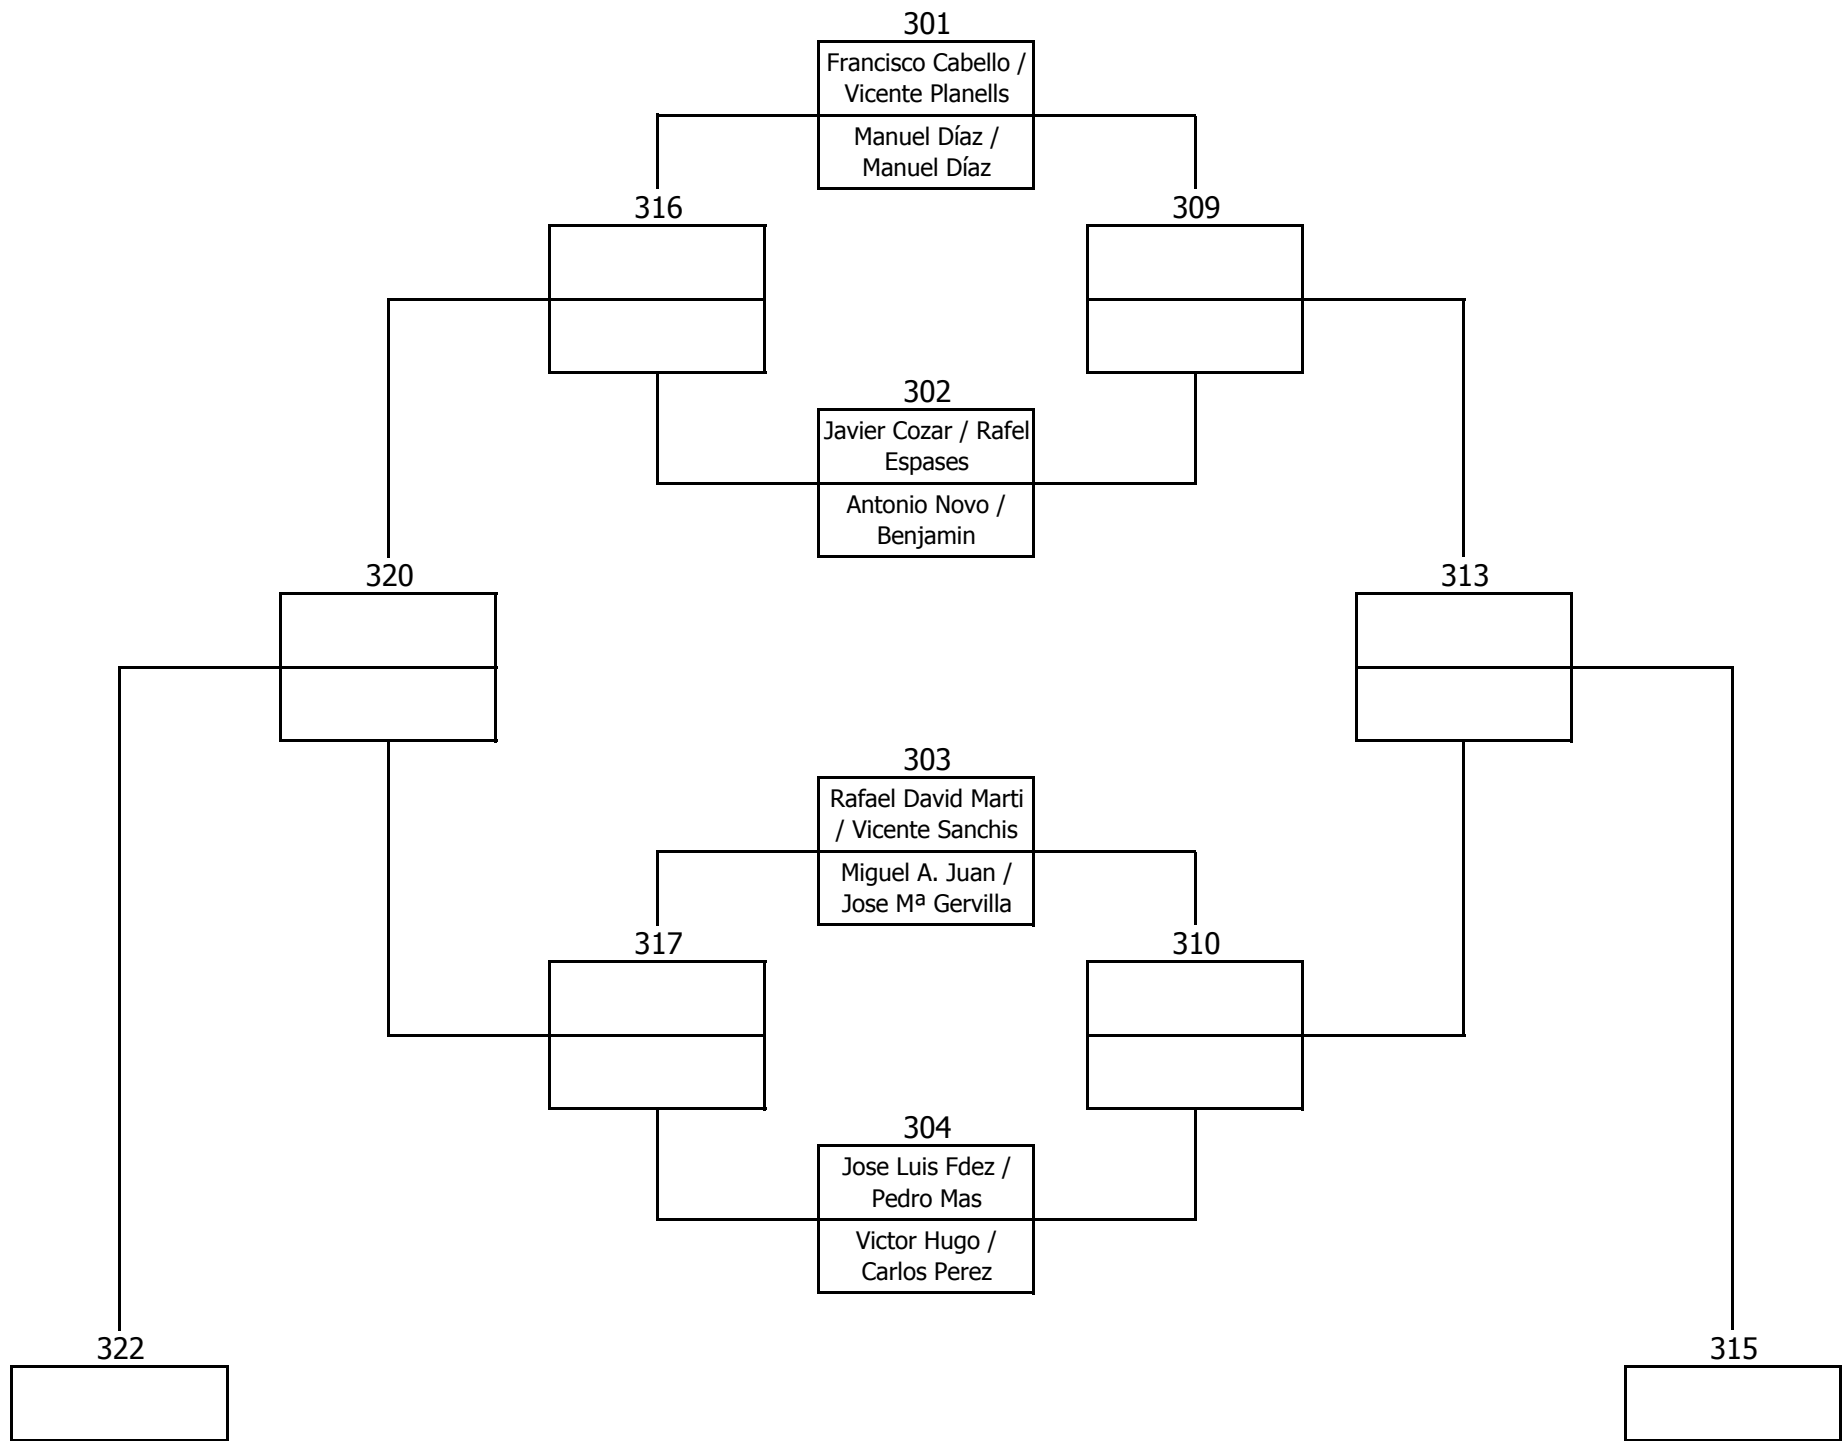 301
Francisco Cabello /
Vicente Planells
Manuel Díaz /
Manuel Díaz
316
309
302
Javier Cozar / Rafel
Espases
Antonio Novo /
Benjamin
320
313
303
Rafael David Marti
/ Vicente Sanchis
Miguel A. Juan /
Jose Mª Gervilla
317
310
304
Jose Luis Fdez /
Pedro Mas
Victor Hugo /
Carlos Perez
322
315